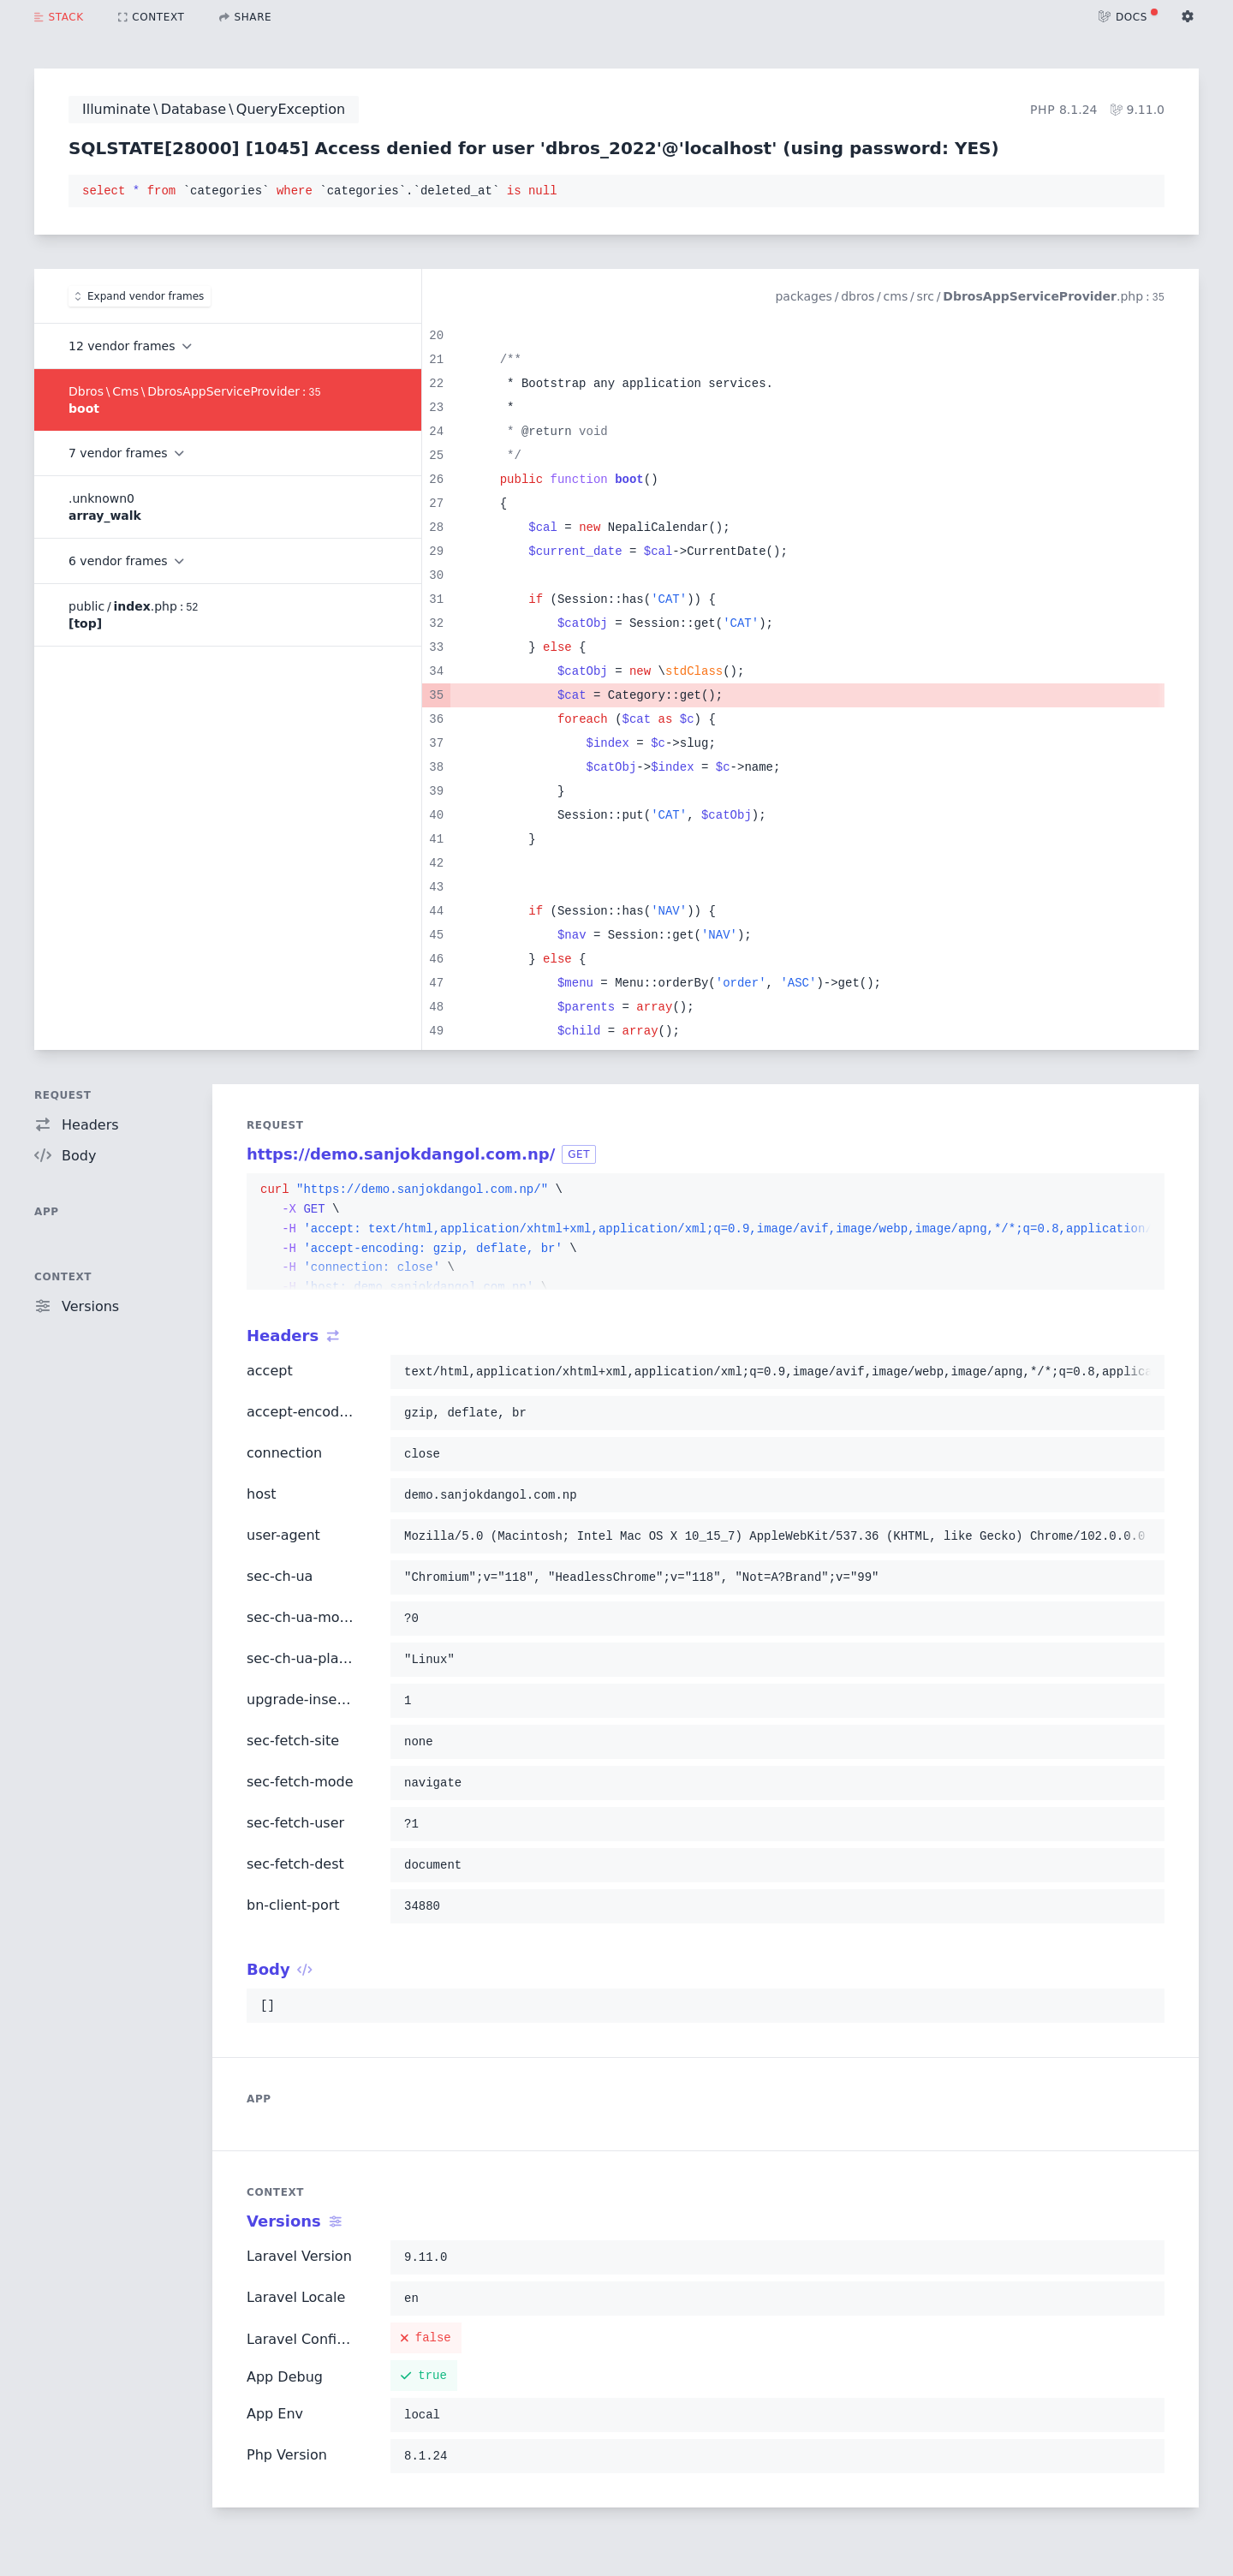 STACK CONTEXT SHARE DOCS
Illuminate\Database\QueryException PHP 8.1.24 9.11.0
SQLSTATE[28000] [1045] Access denied for user 'dbros_2022'@'localhost' (using password: YES)
select * from `categories` where `categories`.`deleted_at` is null
Expand vendor frames
12 vendor frames
Dbros\Cms\DbrosAppServiceProvider:35
boot
7 vendor frames
.unknown0
array_walk
6 vendor frames
public/index.php:52
[top]
packages/dbros/cms/src/DbrosAppServiceProvider.php:35
20
21 /**
22 * Bootstrap any application services.
23 *
24 * @return void
25 */
26 public function boot()
27 {
28 $cal = new NepaliCalendar();
29 $current_date = $cal->CurrentDate();
30
31 if (Session::has('CAT')) {
32 $catObj = Session::get('CAT');
33 } else {
34 $catObj = new \stdClass();
35 $cat = Category::get();
36 foreach ($cat as $c) {
37 $index = $c->slug;
38 $catObj->$index = $c->name;
39 }
40 Session::put('CAT', $catObj);
41 }
42
43
44 if (Session::has('NAV')) {
45 $nav = Session::get('NAV');
46 } else {
47 $menu = Menu::orderBy('order', 'ASC')->get();
48 $parents = array();
49 $child = array();
REQUEST
Headers
Body
APP
CONTEXT
Versions
REQUEST
https://demo.sanjokdangol.com.np/ GET
curl "https://demo.sanjokdangol.com.np/" \
-X GET \
-H 'accept: text/html,application/xhtml+xml,application/xml;q=0.9,image/avif,image/webp,image/apng,*/*;q=0.8,application/
-H 'accept-encoding: gzip, deflate, br' \
-H 'connection: close' \
-H 'host: demo.sanjokdangol.com.np' \
Headers
accept text/html,application/xhtml+xml,application/xml;q=0.9,image/avif,image/webp,image/apng,*/*;q=0.8,applica
accept-encod… gzip, deflate, br
connection close
host demo.sanjokdangol.com.np
user-agent Mozilla/5.0 (Macintosh; Intel Mac OS X 10_15_7) AppleWebKit/537.36 (KHTML, like Gecko) Chrome/102.0.0.0
sec-ch-ua "Chromium";v="118", "HeadlessChrome";v="118", "Not=A?Brand";v="99"
sec-ch-ua-mo… ?0
sec-ch-ua-pla… "Linux"
upgrade-inse… 1
sec-fetch-site none
sec-fetch-mode navigate
sec-fetch-user ?1
sec-fetch-dest document
bn-client-port 34880
Body
[]
APP
CONTEXT
Versions
Laravel Version 9.11.0
Laravel Locale en
Laravel Confi… false
App Debug true
App Env local
Php Version 8.1.24